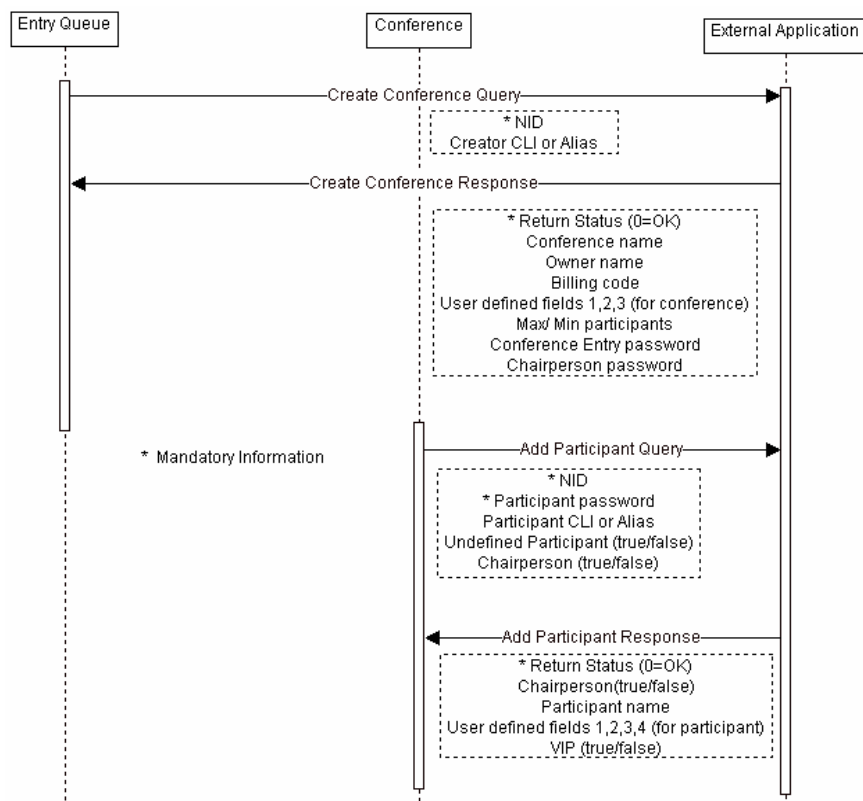 Entry Queue
Conference
External Application
Create Conference Query
* NID
Creator CLI or Alias
Create Conference Response
* Return Status (0=OK)
Conference name
Owner name
Billing code
User defined fields 1,2,3 (for conference)
Max/ Min participants
Conference Entry password
Chairperson password
* Mandatory Information
Add Participant Query
* NID
* Participant password
Participant CLI or Alias
Undefined Participant (true/false)
Chairperson (true/false)
Add Participant Response
* Return Status (0=OK)
Chairperson(true/false)
Participant name
User defined fields 1,2,3,4 (for participant)
VIP (true/false)